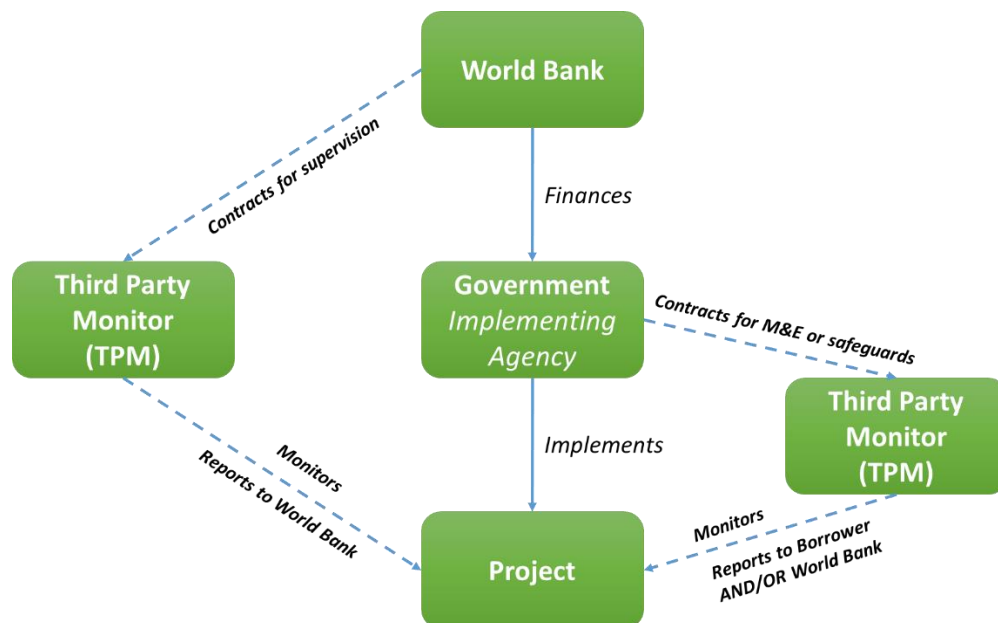 World Bank
Contracts for supervision
Finances
Third Party
Monitor
(TPM)
Government
Implementing
Agency
Contracts for M&E or safeguards
Third Party
Monitor
(TPM)
Monitors
Reports to World Bank
Implements
Monitors
Reports to Borrower
AND/OR World Bank
Project